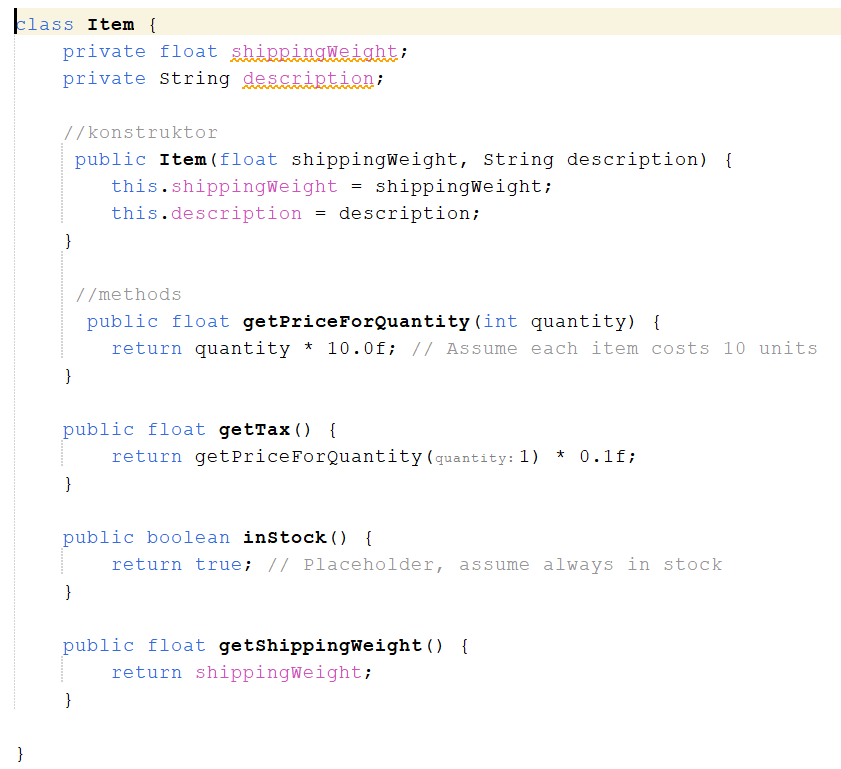 class Item {
    private float shippingWeight;
    private String description;

    //konstruktor
     public Item(float shippingWeight, String description) {
        this.shippingWeight = shippingWeight;
        this.description = description;
    }

     //methods
      public float getPriceForQuantity(int quantity) {
        return quantity * 10.0f; // Assume each item costs 10 units
    }

    public float getTax() {
        return getPriceForQuantity(quantity: 1) * 0.1f;
    }

    public boolean inStock() {
        return true; // Placeholder, assume always in stock
    }

    public float getShippingWeight() {
        return shippingWeight;
    }

}